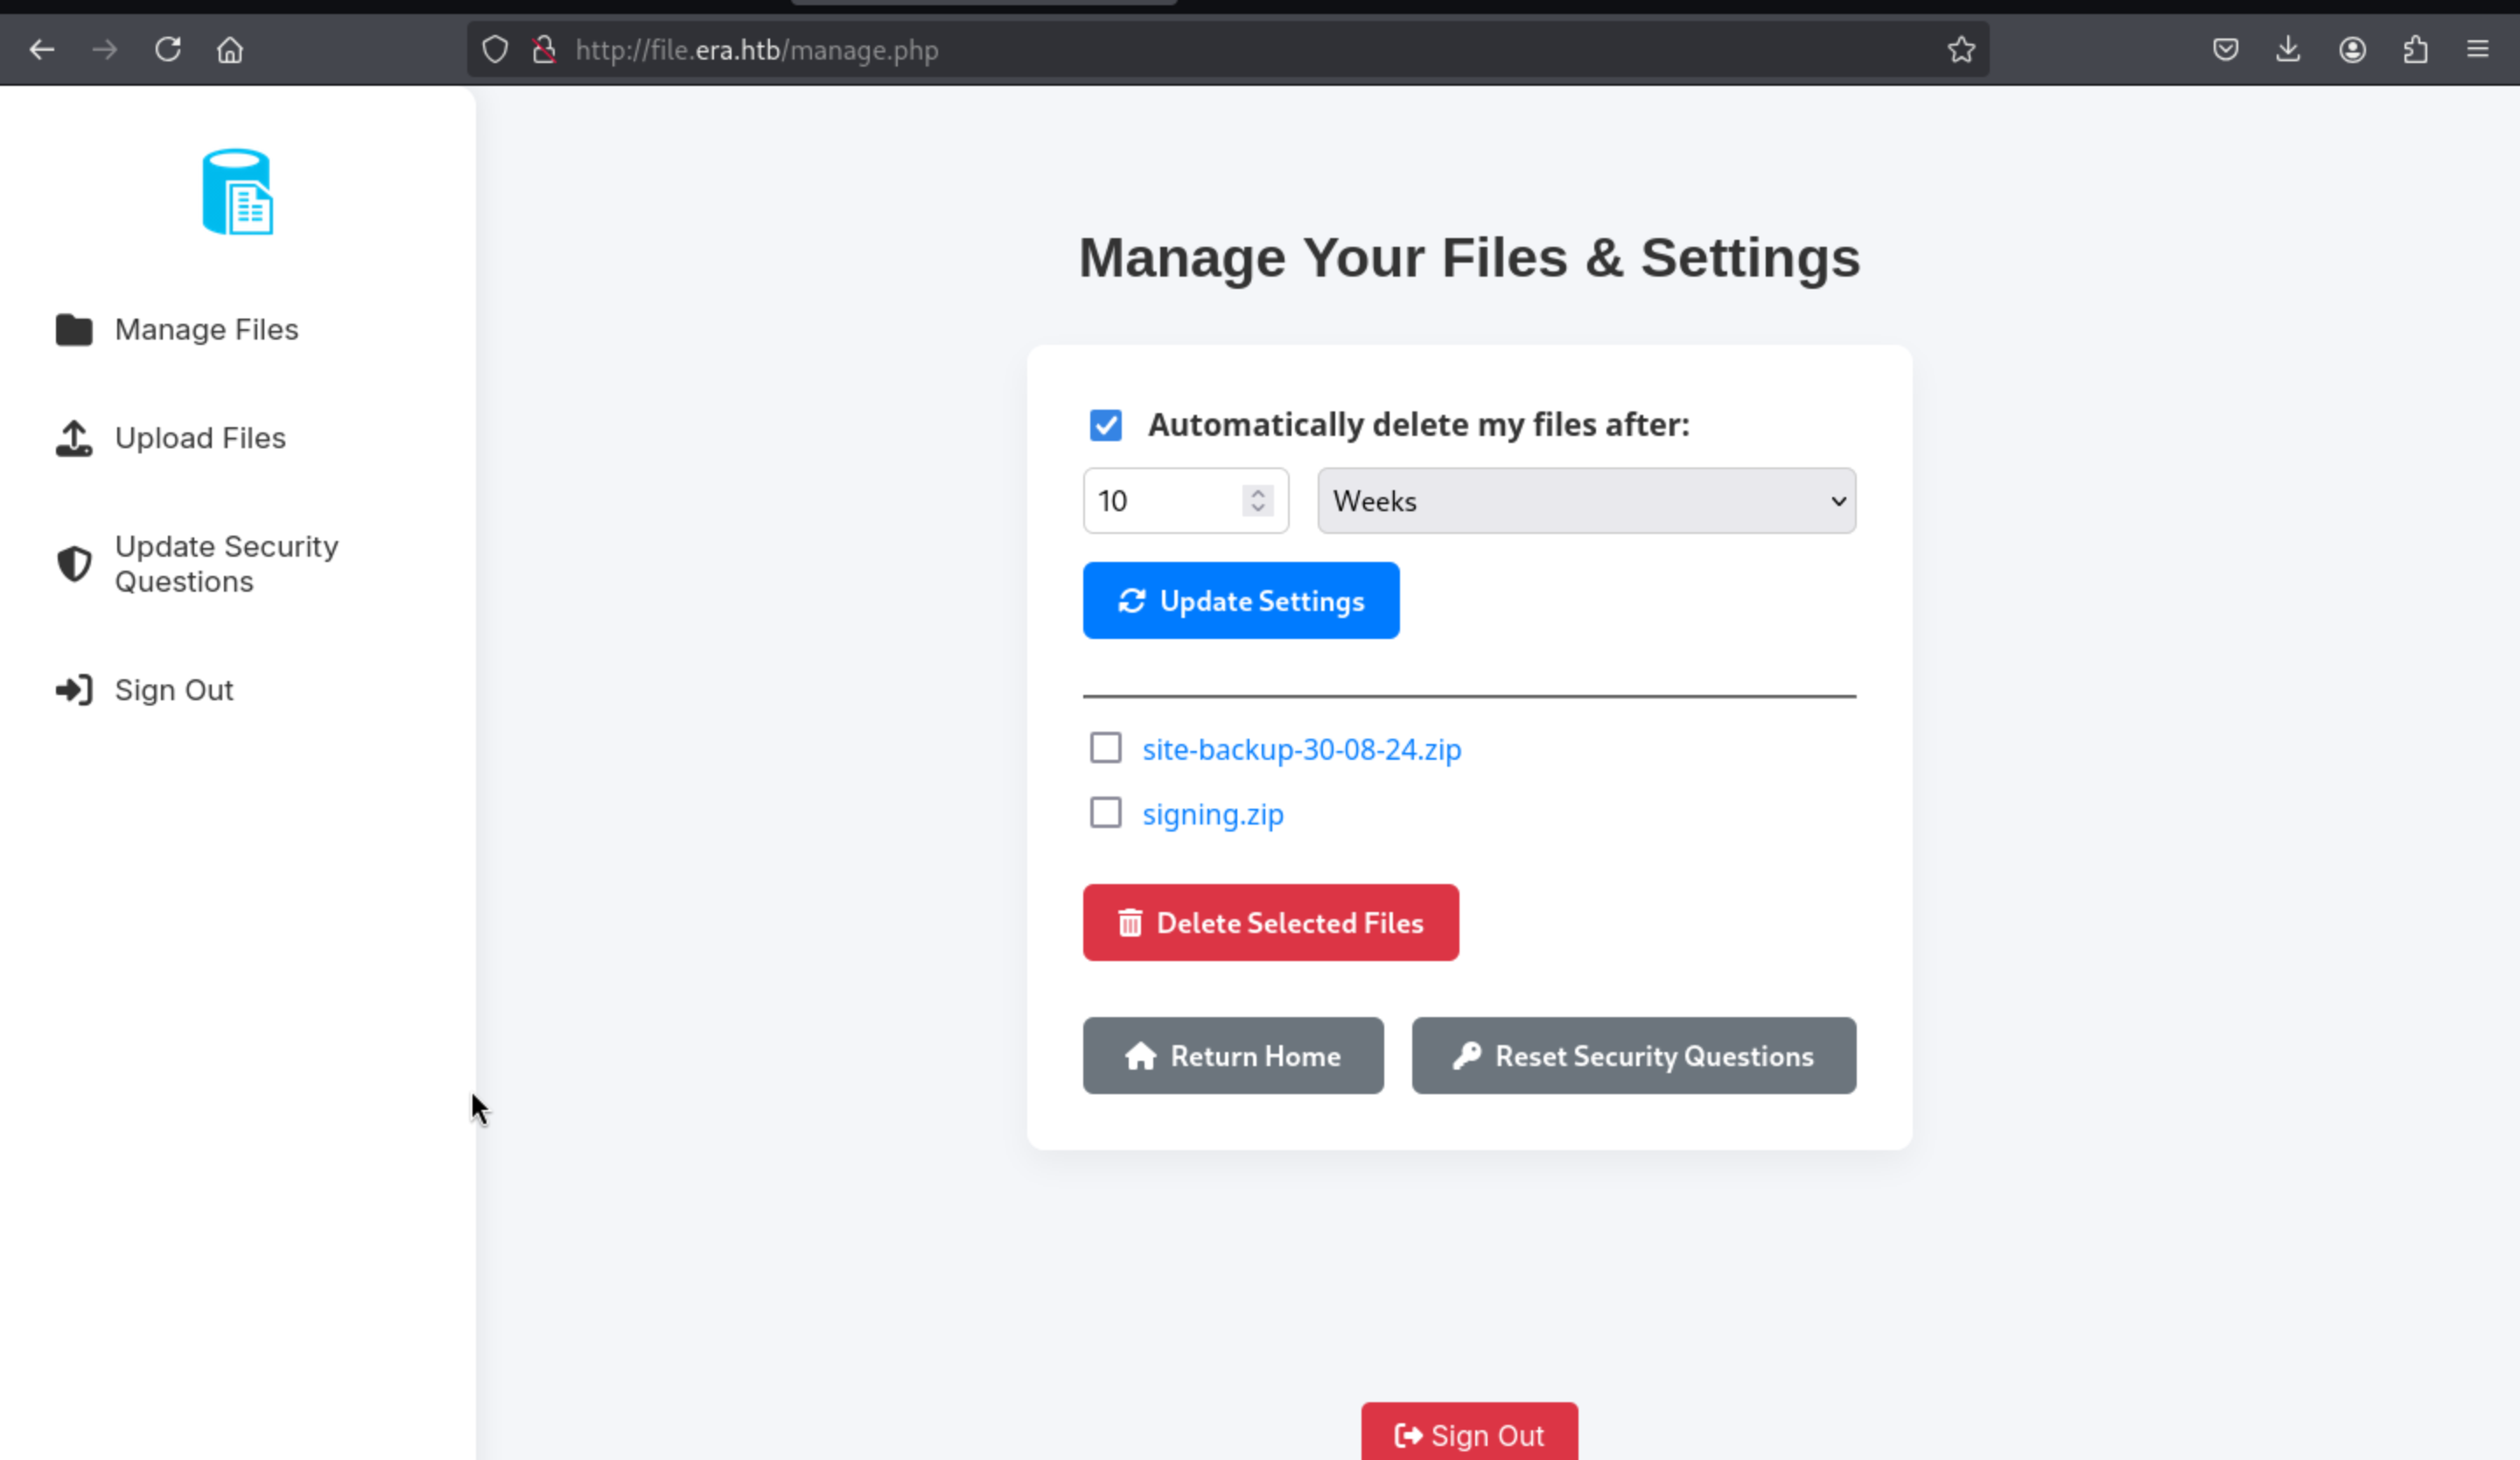 http://file.era.htb/manage.php
Manage Files
Upload Files
Update Security
Questions
Sign Out
Manage Your Files & Settings
Automatically delete my files after:
10
Weeks
Update Settings
site-backup-30-08-24.zip
signing.zip
Delete Selected Files
Return Home
Reset Security Questions
Sign Out